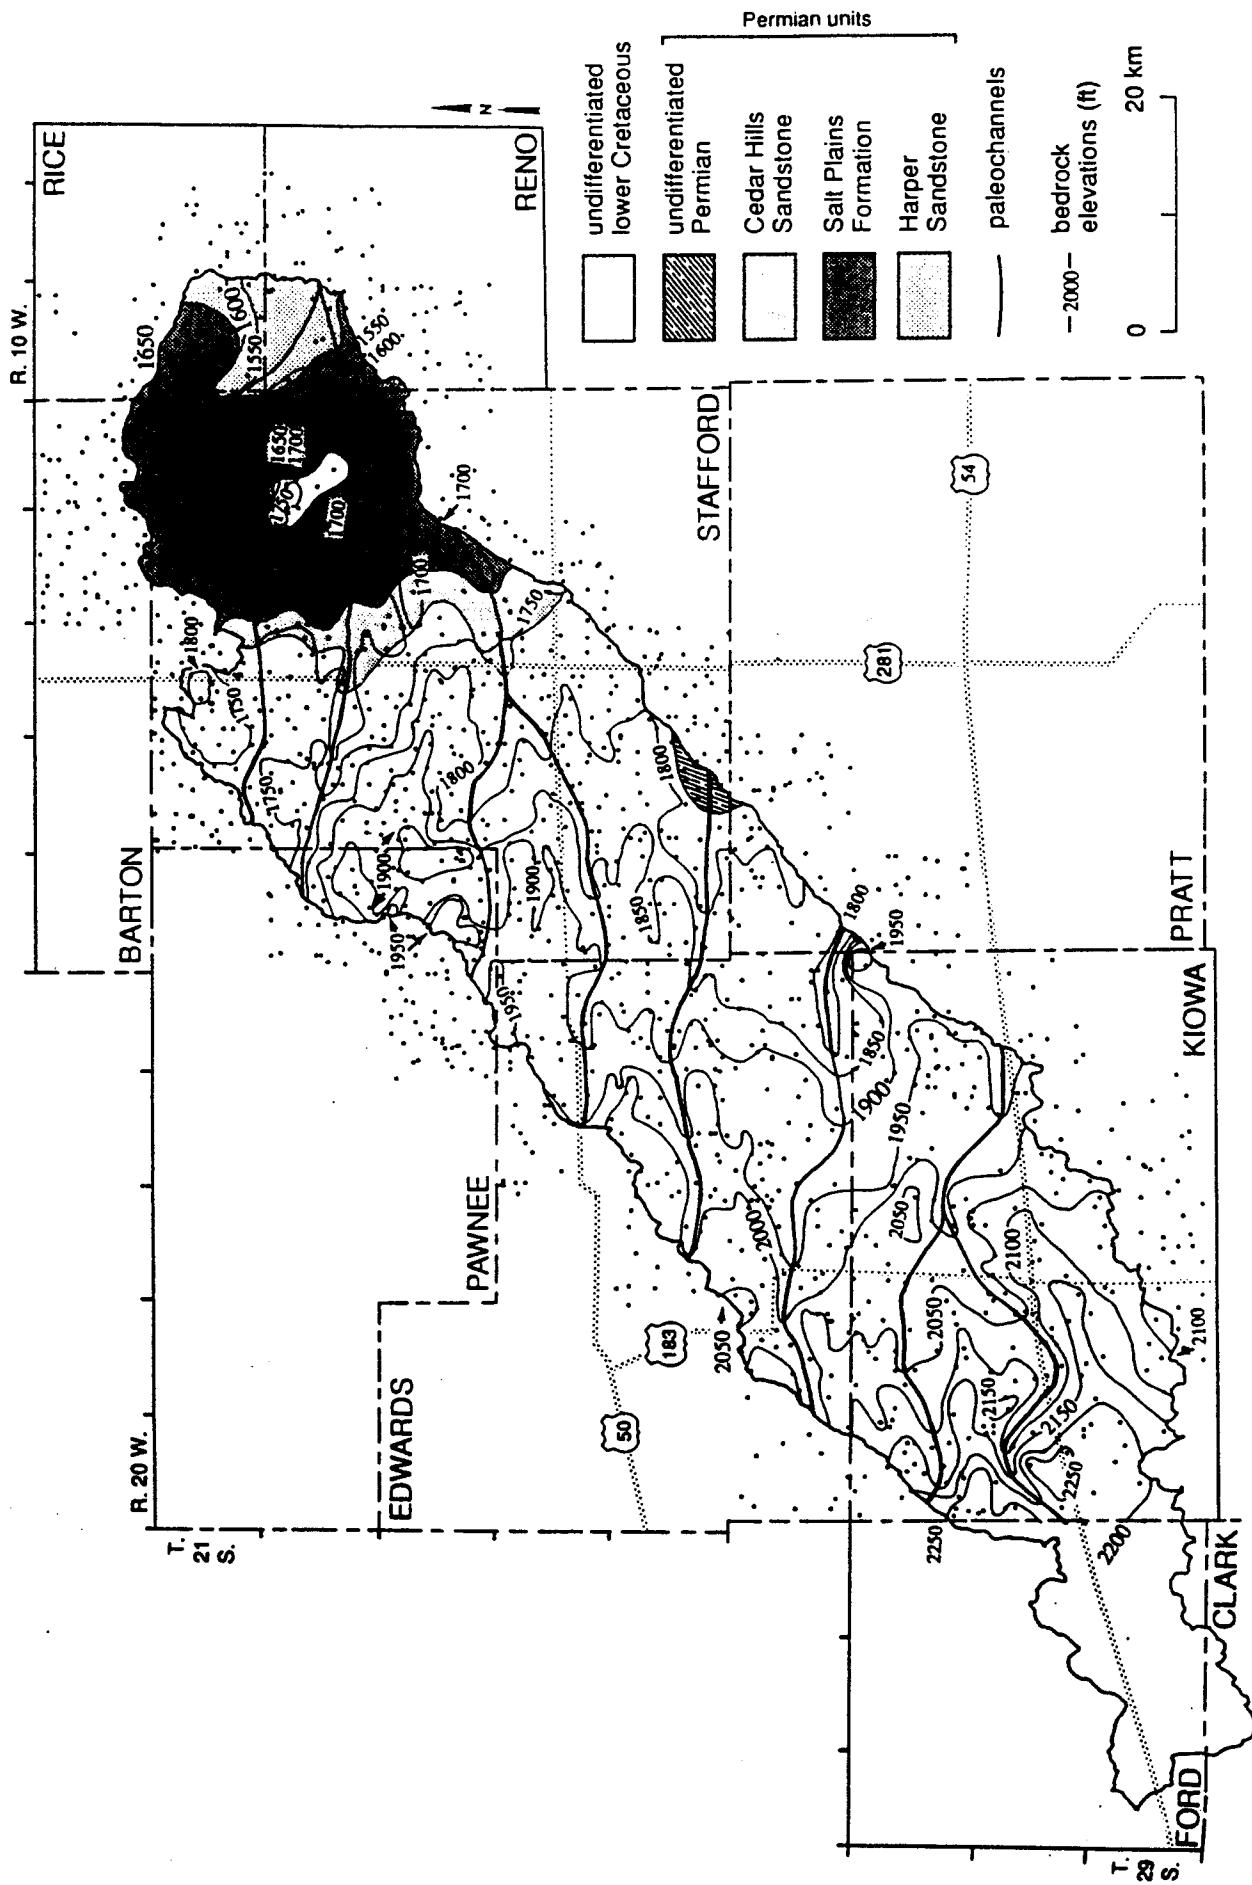 R. 20 W.
R. 10 W.
T.
21
S.
T.
29
S.
RICE
RENO
BARTON
STAFFORD
PAWNEE
EDWARDS
PRATT
KIOWA
CLARK
FORD
N
1650
1600
1550
1550
1600
1650
1700
1750
1700
1700
1700
1750
1800
1750
1750
1800
1900
1950
1900
1950
1850
1800
1800
1950
1850
1900
1950
2000
2050
2050
2050
2100
2100
2150
2150
2250
2250
2200
50
183
281
54
Permian units
undifferentiated
lower Cretaceous
undifferentiated
Permian
Cedar Hills
Sandstone
Salt Plains
Formation
Harper
Sandstone
paleochannels
–2000– bedrock
elevations (ft)
0 20 km